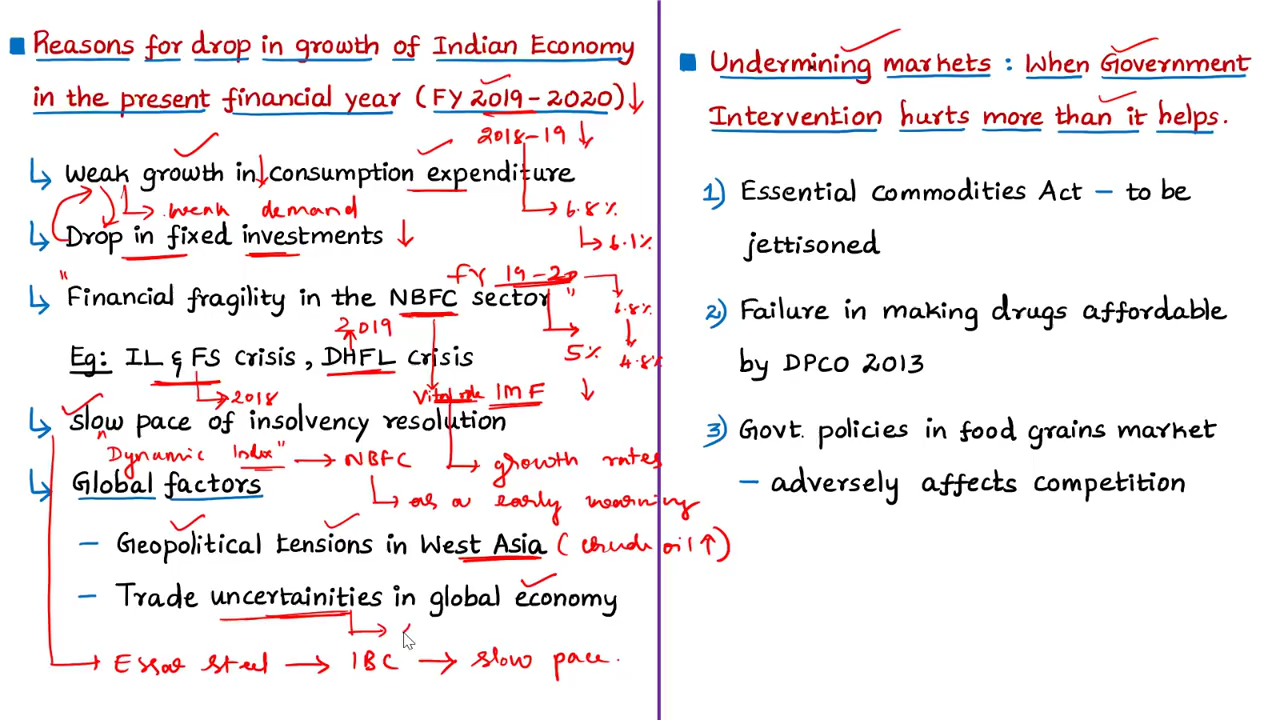 Reasons for drop in growth of Indian Economy
in the present financial year (FY 2019-2020)
2018-19
Weak growth in consumption expenditure
weak demand
6.8%
Drop in fixed investments
6.1%
FY 19-20
"Financial fragility in the NBFC sector"
6.8%
2019
Eg: IL & FS crisis, DHFL crisis
5%
4.8%
2018
Vital role IMF
slow pace of insolvency resolution
"Dynamic Index" → NBFC
growth rates
Global factors
as a early warning
– Geopolitical tensions in West Asia (crude oil ↑)
– Trade uncertainities in global economy
Essar steel → IBC → slow pace.
Undermining markets : When Government
Intervention hurts more than it helps.
1) Essential commodities Act – to be
jettisoned
2) Failure in making drugs affordable
by DPCO 2013
3) Govt. policies in food grains market
– adversely affects competition